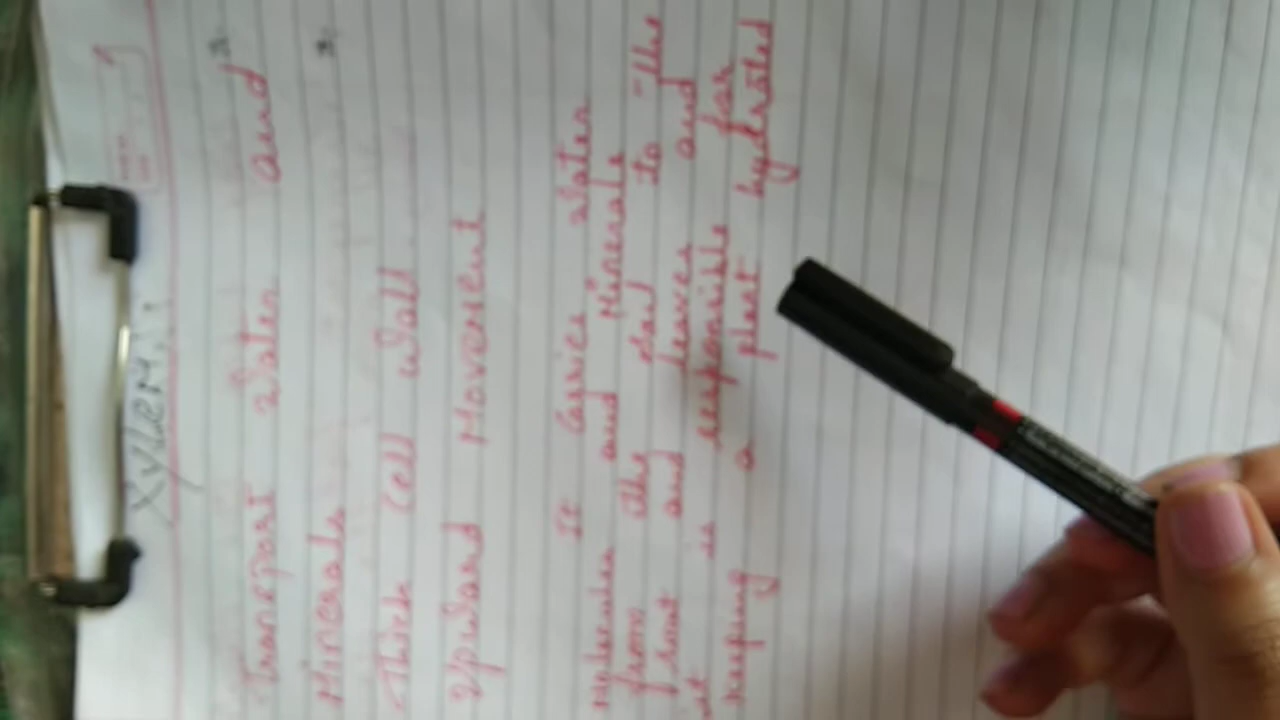 Xylem :-
Transport Water and
Minerals
Thick Cell Wall
Upward Movement
It Carries Water
molecules and Minerals
from the Soil to the
root and leaves and
it is responsible for
keeping a plant hydrated